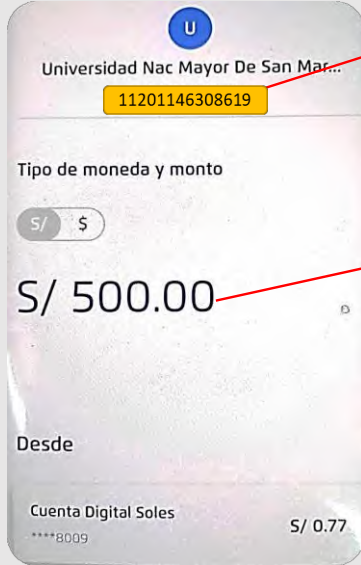 U
Universidad Nac Mayor De San Mar...
11201146308619
Tipo de moneda y monto
S/ $
S/ 500.00
Desde
Cuenta Digital Soles
****8009
S/ 0.77